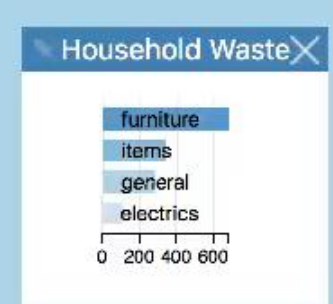 Household Waste
furniture
items
general
electrics
0 200 400 600